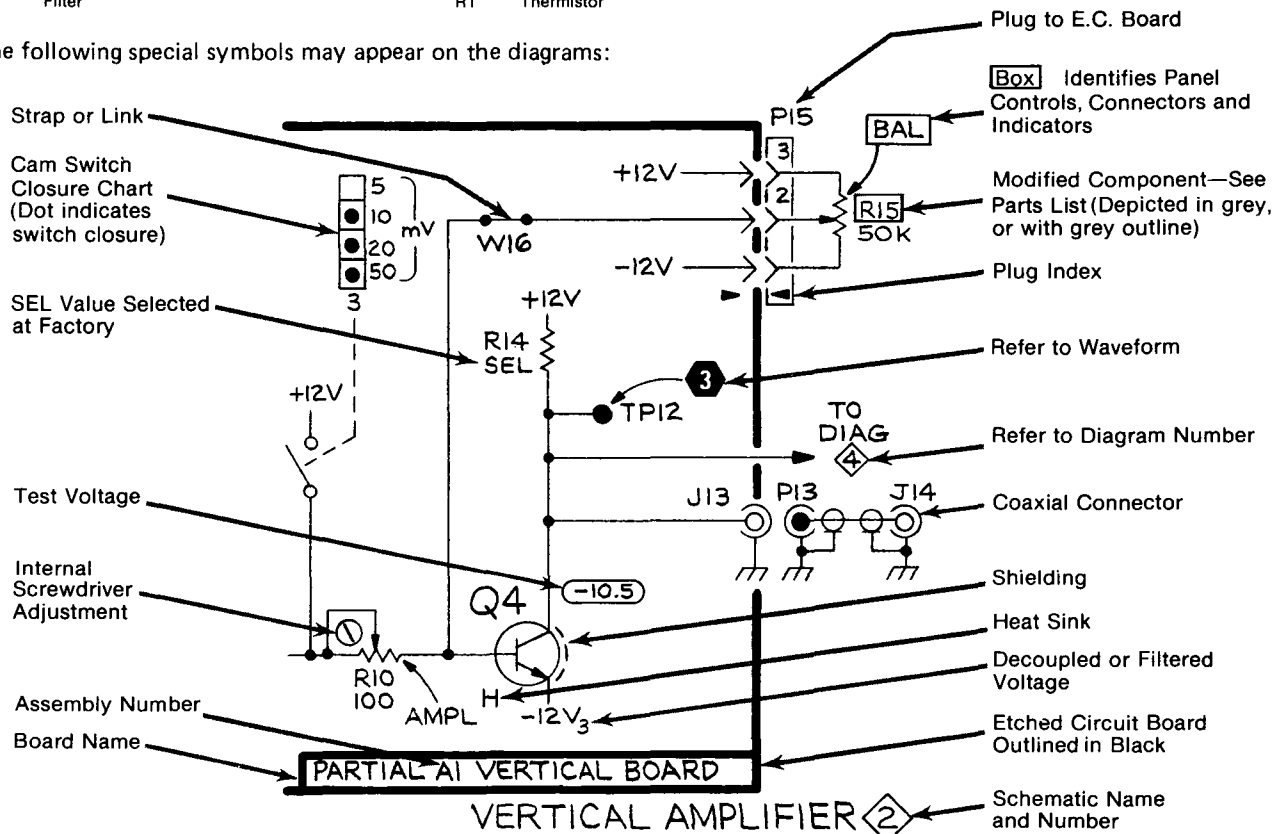 Filter
RT Thermistor
he following special symbols may appear on the diagrams:
Plug to E.C. Board
Box Identifies Panel
Controls, Connectors and
Indicators
Modified Component—See
Parts List (Depicted in grey,
or with grey outline)
Plug Index
Refer to Waveform
Refer to Diagram Number
Coaxial Connector
Shielding
Heat Sink
Decoupled or Filtered
Voltage
Etched Circuit Board
Outlined in Black
Schematic Name
and Number
Strap or Link
Cam Switch
Closure Chart
(Dot indicates
switch closure)
SEL Value Selected
at Factory
Test Voltage
Internal
Screwdriver
Adjustment
Assembly Number
Board Name
5
10
20
50
mV
3
+12V
W16
+12V
-12V
P15
3
2
BAL
R15
50K
+12V
R14
SEL
3
TP12
TO
DIAG
4
J13
P13
J14
-10.5
Q4
R10
100
AMPL
H
-12V3
PARTIAL A1 VERTICAL BOARD
VERTICAL AMPLIFIER 2